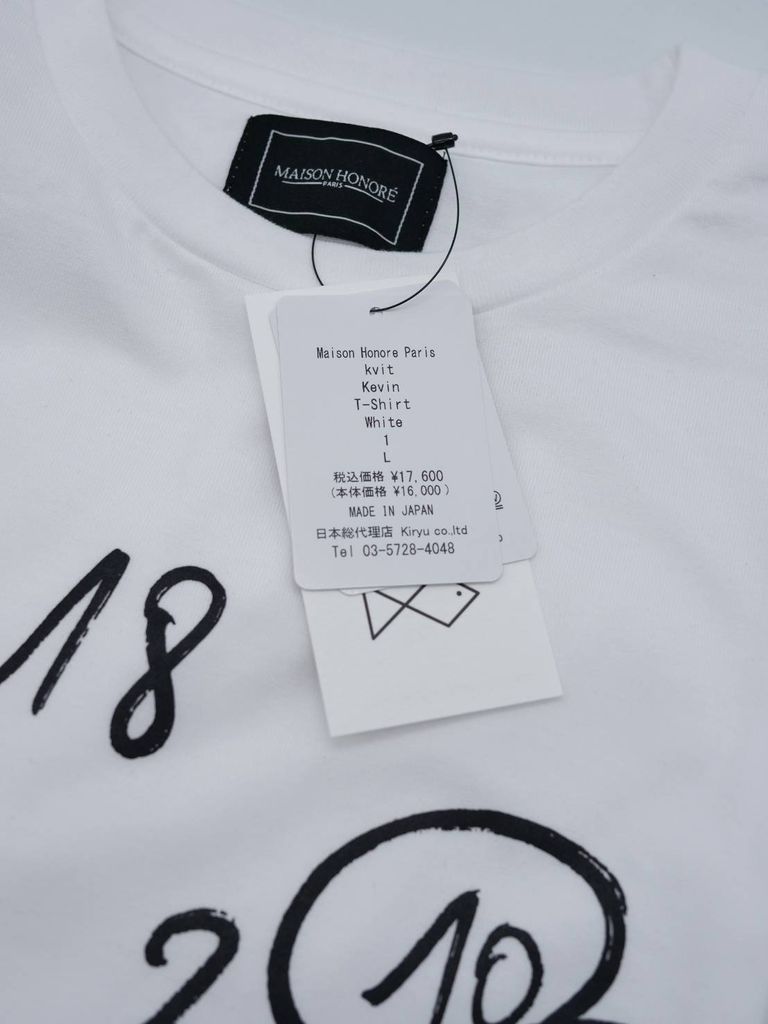 MAISON HONORÉ
PARIS
Maison Honore Paris
kvit
Kevin
T-Shirt
White
1
L
税込価格 ¥17,600
(本体価格 ¥16,000)
MADE IN JAPAN
日本総代理店 Kiryu co.,ltd
Tel 03-5728-4048
18
2 10